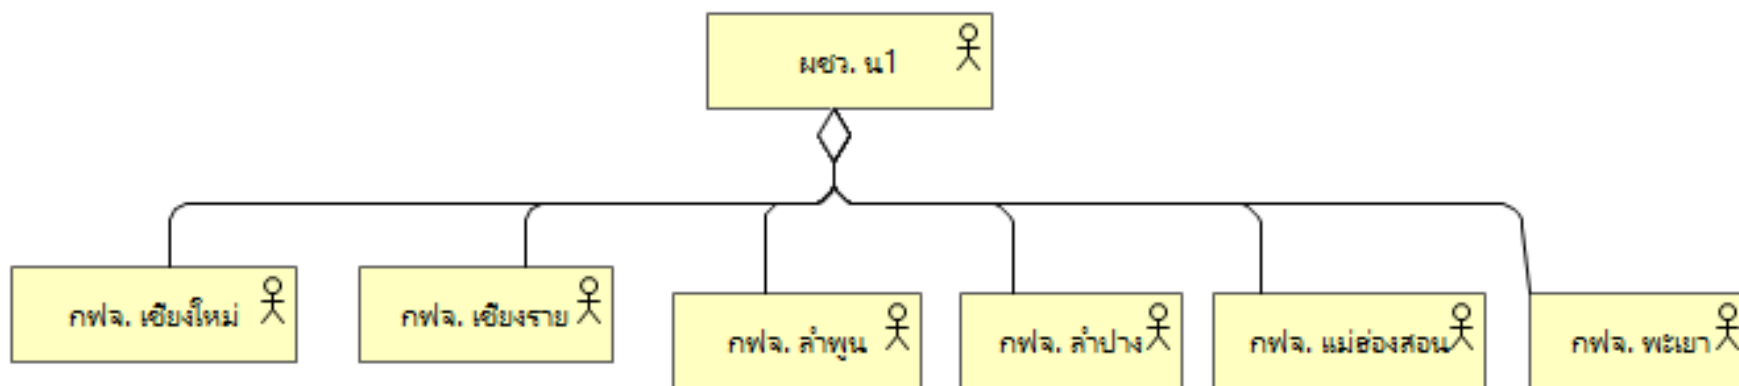 ผชว. น1
กฟจ. เชียงใหม่
กฟจ. เชียงราย
กฟจ. ลำพูน
กฟจ. ลำปาง
กฟจ. แม่ฮ่องสอน
กฟจ. พะเยา